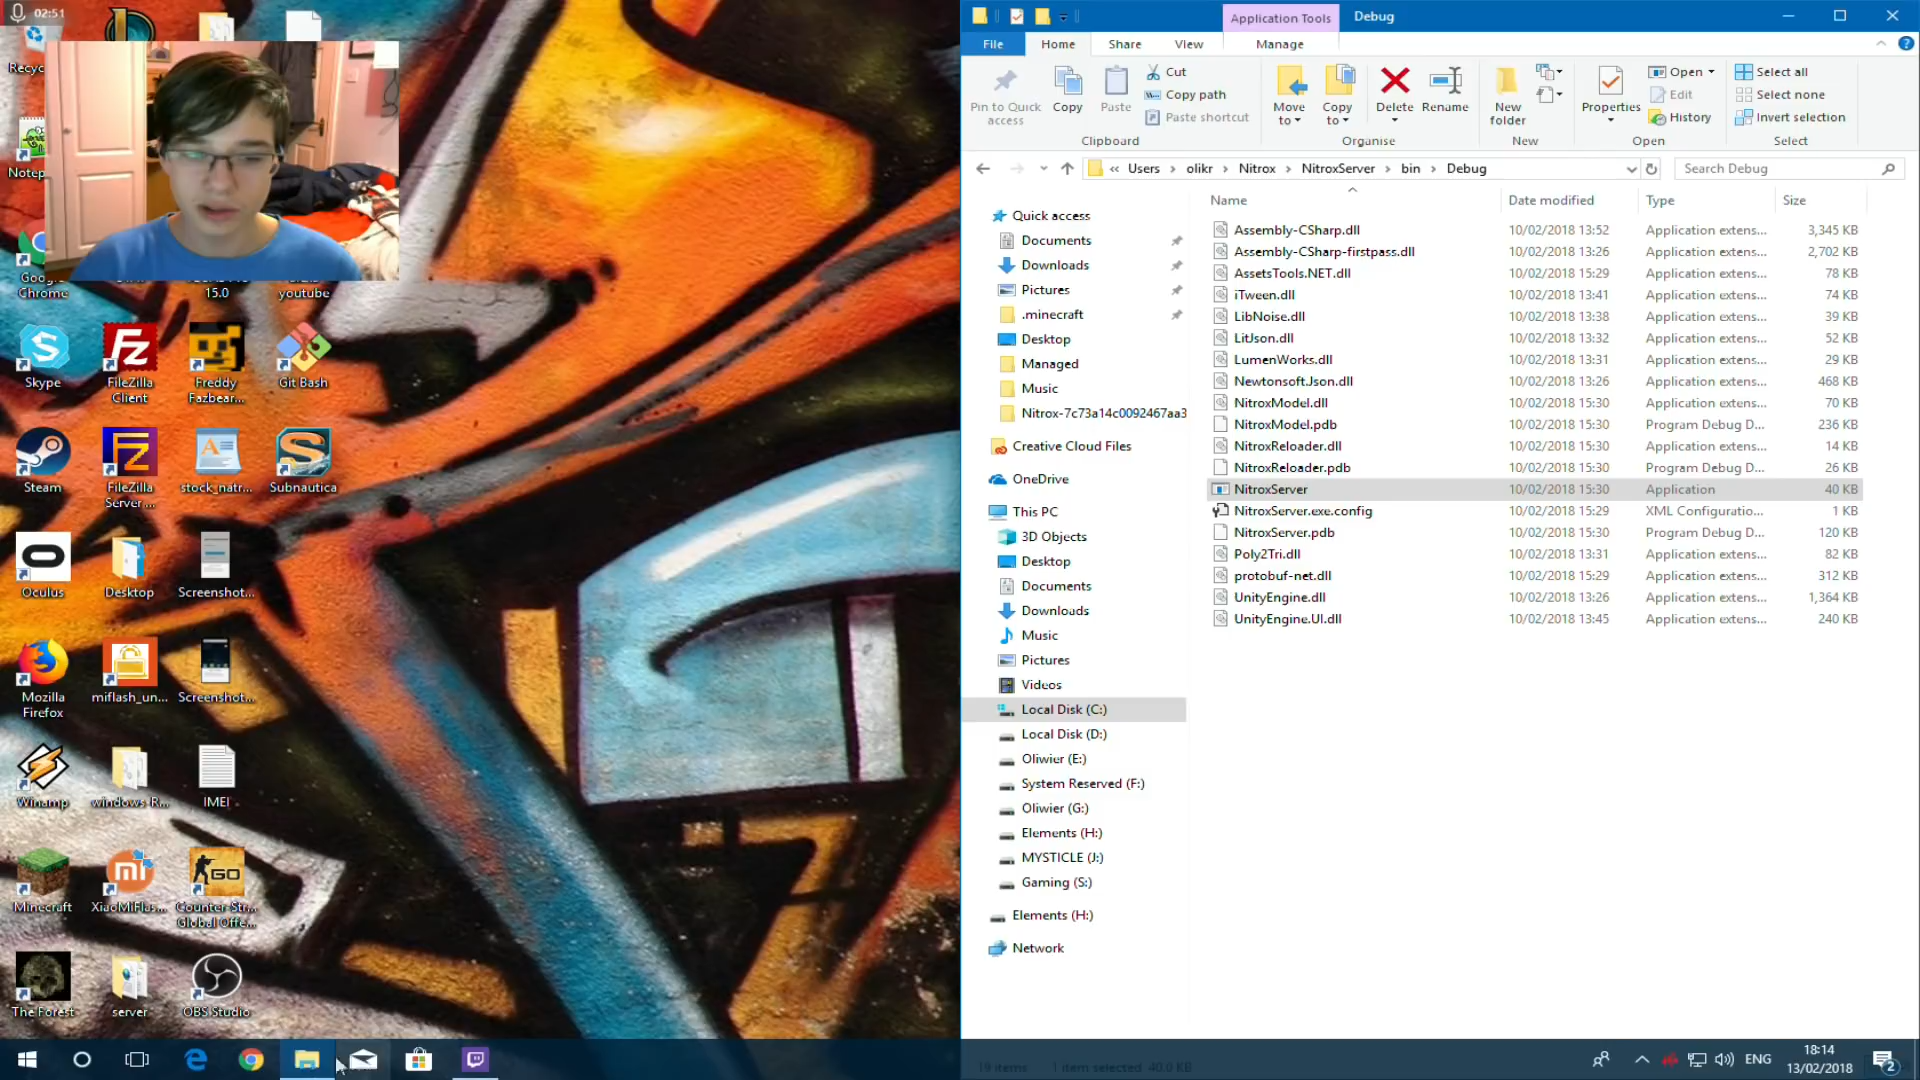 02:51
Recyc
Notep
Google
Chrome
15.0
youtube
Skype
FileZilla
Client
Freddy
Fazbear...
Git Bash
Steam
FileZilla
Server ...
stock_natr...
Subnautica
Oculus
Desktop
Screenshot...
Mozilla
Firefox
miflash_un...
Screenshot...
Winamp
windows-R...
IMEI
Minecraft
XiaoMiFlas...
Counter-Str...
Global Offe...
The Forest
server
OBS Studio
Application Tools
Debug
File
Home
Share
View
Manage
Pin to Quick
access
Copy
Paste
Cut
Copy path
Paste shortcut
Clipboard
Move
to
Copy
to
Delete
Rename
Organise
New
folder
New
Properties
Open
Edit
History
Open
Select all
Select none
Invert selection
Select
« Users > olikr > Nitrox > NitroxServer > bin > Debug
Search Debug
Quick access
Documents
Downloads
Pictures
.minecraft
Desktop
Managed
Music
Nitrox-7c73a14c0092467aa3
Creative Cloud Files
OneDrive
This PC
3D Objects
Desktop
Documents
Downloads
Music
Pictures
Videos
Local Disk (C:)
Local Disk (D:)
Oliwier (E:)
System Reserved (F:)
Oliwier (G:)
Elements (H:)
MYSTICLE (J:)
Gaming (S:)
Elements (H:)
Network
Name Date modified Type Size
Assembly-CSharp.dll 10/02/2018 13:52 Application extens... 3,345 KB
Assembly-CSharp-firstpass.dll 10/02/2018 13:26 Application extens... 2,702 KB
AssetsTools.NET.dll 10/02/2018 15:29 Application extens... 78 KB
iTween.dll 10/02/2018 13:41 Application extens... 74 KB
LibNoise.dll 10/02/2018 13:38 Application extens... 39 KB
LitJson.dll 10/02/2018 13:32 Application extens... 52 KB
LumenWorks.dll 10/02/2018 13:31 Application extens... 29 KB
Newtonsoft.Json.dll 10/02/2018 13:26 Application extens... 468 KB
NitroxModel.dll 10/02/2018 15:30 Application extens... 70 KB
NitroxModel.pdb 10/02/2018 15:30 Program Debug D... 236 KB
NitroxReloader.dll 10/02/2018 15:30 Application extens... 14 KB
NitroxReloader.pdb 10/02/2018 15:30 Program Debug D... 26 KB
NitroxServer 10/02/2018 15:30 Application 40 KB
NitroxServer.exe.config 10/02/2018 15:29 XML Configuratio... 1 KB
NitroxServer.pdb 10/02/2018 15:30 Program Debug D... 120 KB
Poly2Tri.dll 10/02/2018 13:31 Application extens... 82 KB
protobuf-net.dll 10/02/2018 15:29 Application extens... 312 KB
UnityEngine.dll 10/02/2018 13:26 Application extens... 1,364 KB
UnityEngine.UI.dll 10/02/2018 13:45 Application extens... 240 KB
19 items 1 item selected 40.0 KB
ENG
18:14
13/02/2018
2